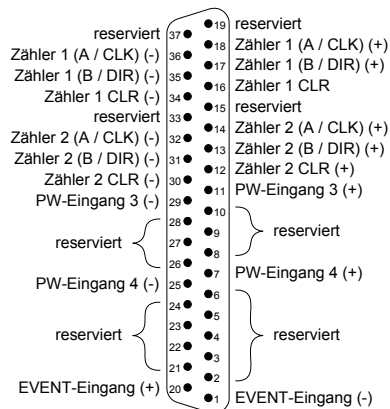 reserviert
Zähler 1 (A / CLK) (-)
Zähler 1 (B / DIR) (-)
Zähler 1 CLR (-)
reserviert
Zähler 2 (A / CLK) (-)
Zähler 2 (B / DIR) (-)
Zähler 2 CLR (-)
PW-Eingang 3 (-)
reserviert
PW-Eingang 4 (-)
reserviert
EVENT-Eingang (+)
37
36
35
34
33
32
31
30
29
28
27
26
25
24
23
22
21
20
19
18
17
16
15
14
13
12
11
10
9
8
7
6
5
4
3
2
1
reserviert
Zähler 1 (A / CLK) (+)
Zähler 1 (B / DIR) (+)
Zähler 1 CLR
reserviert
Zähler 2 (A / CLK) (+)
Zähler 2 (B / DIR) (+)
Zähler 2 CLR (+)
PW-Eingang 3 (+)
reserviert
PW-Eingang 4 (+)
reserviert
EVENT-Eingang (-)